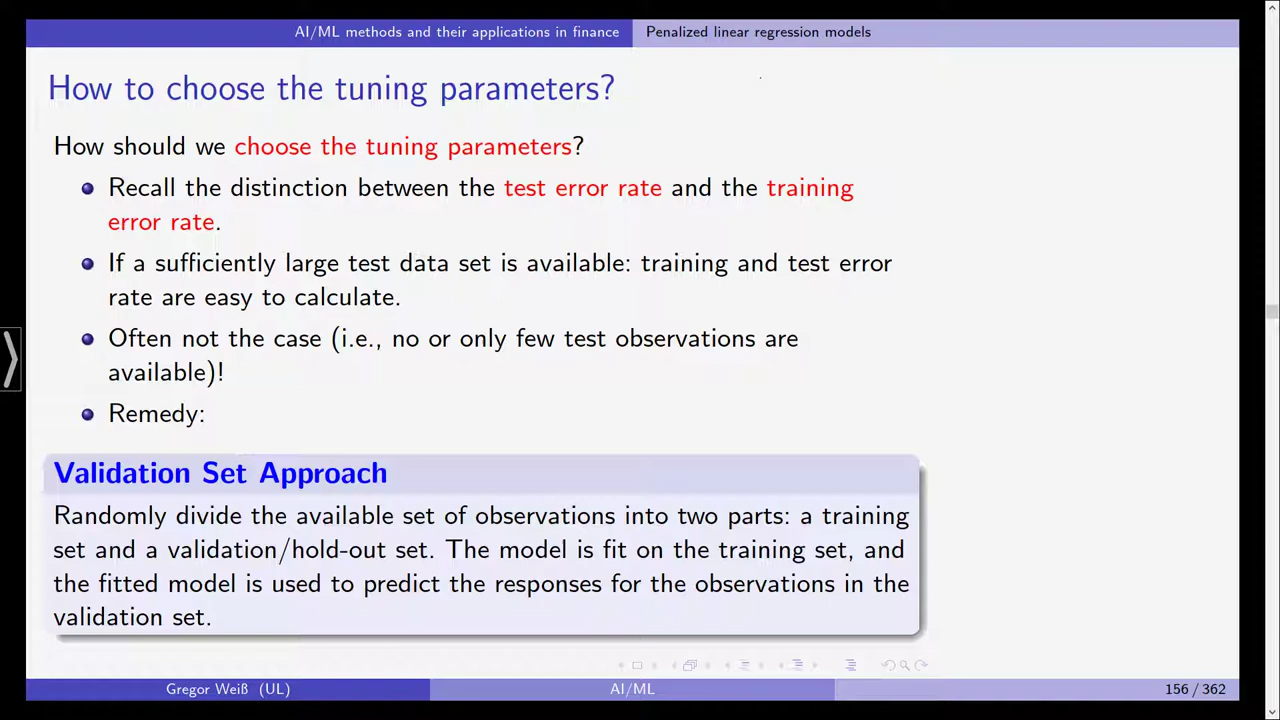 AI/ML methods and their applications in finance Penalized linear regression models
How to choose the tuning parameters?
How should we choose the tuning parameters?
Recall the distinction between the test error rate and the training
error rate.
If a sufficiently large test data set is available: training and test error
rate are easy to calculate.
Often not the case (i.e., no or only few test observations are
available)!
Remedy:
Validation Set Approach
Randomly divide the available set of observations into two parts: a training
set and a validation/hold-out set. The model is fit on the training set, and
the fitted model is used to predict the responses for the observations in the
validation set.
Gregor Weiß (UL) AI/ML 156 / 362